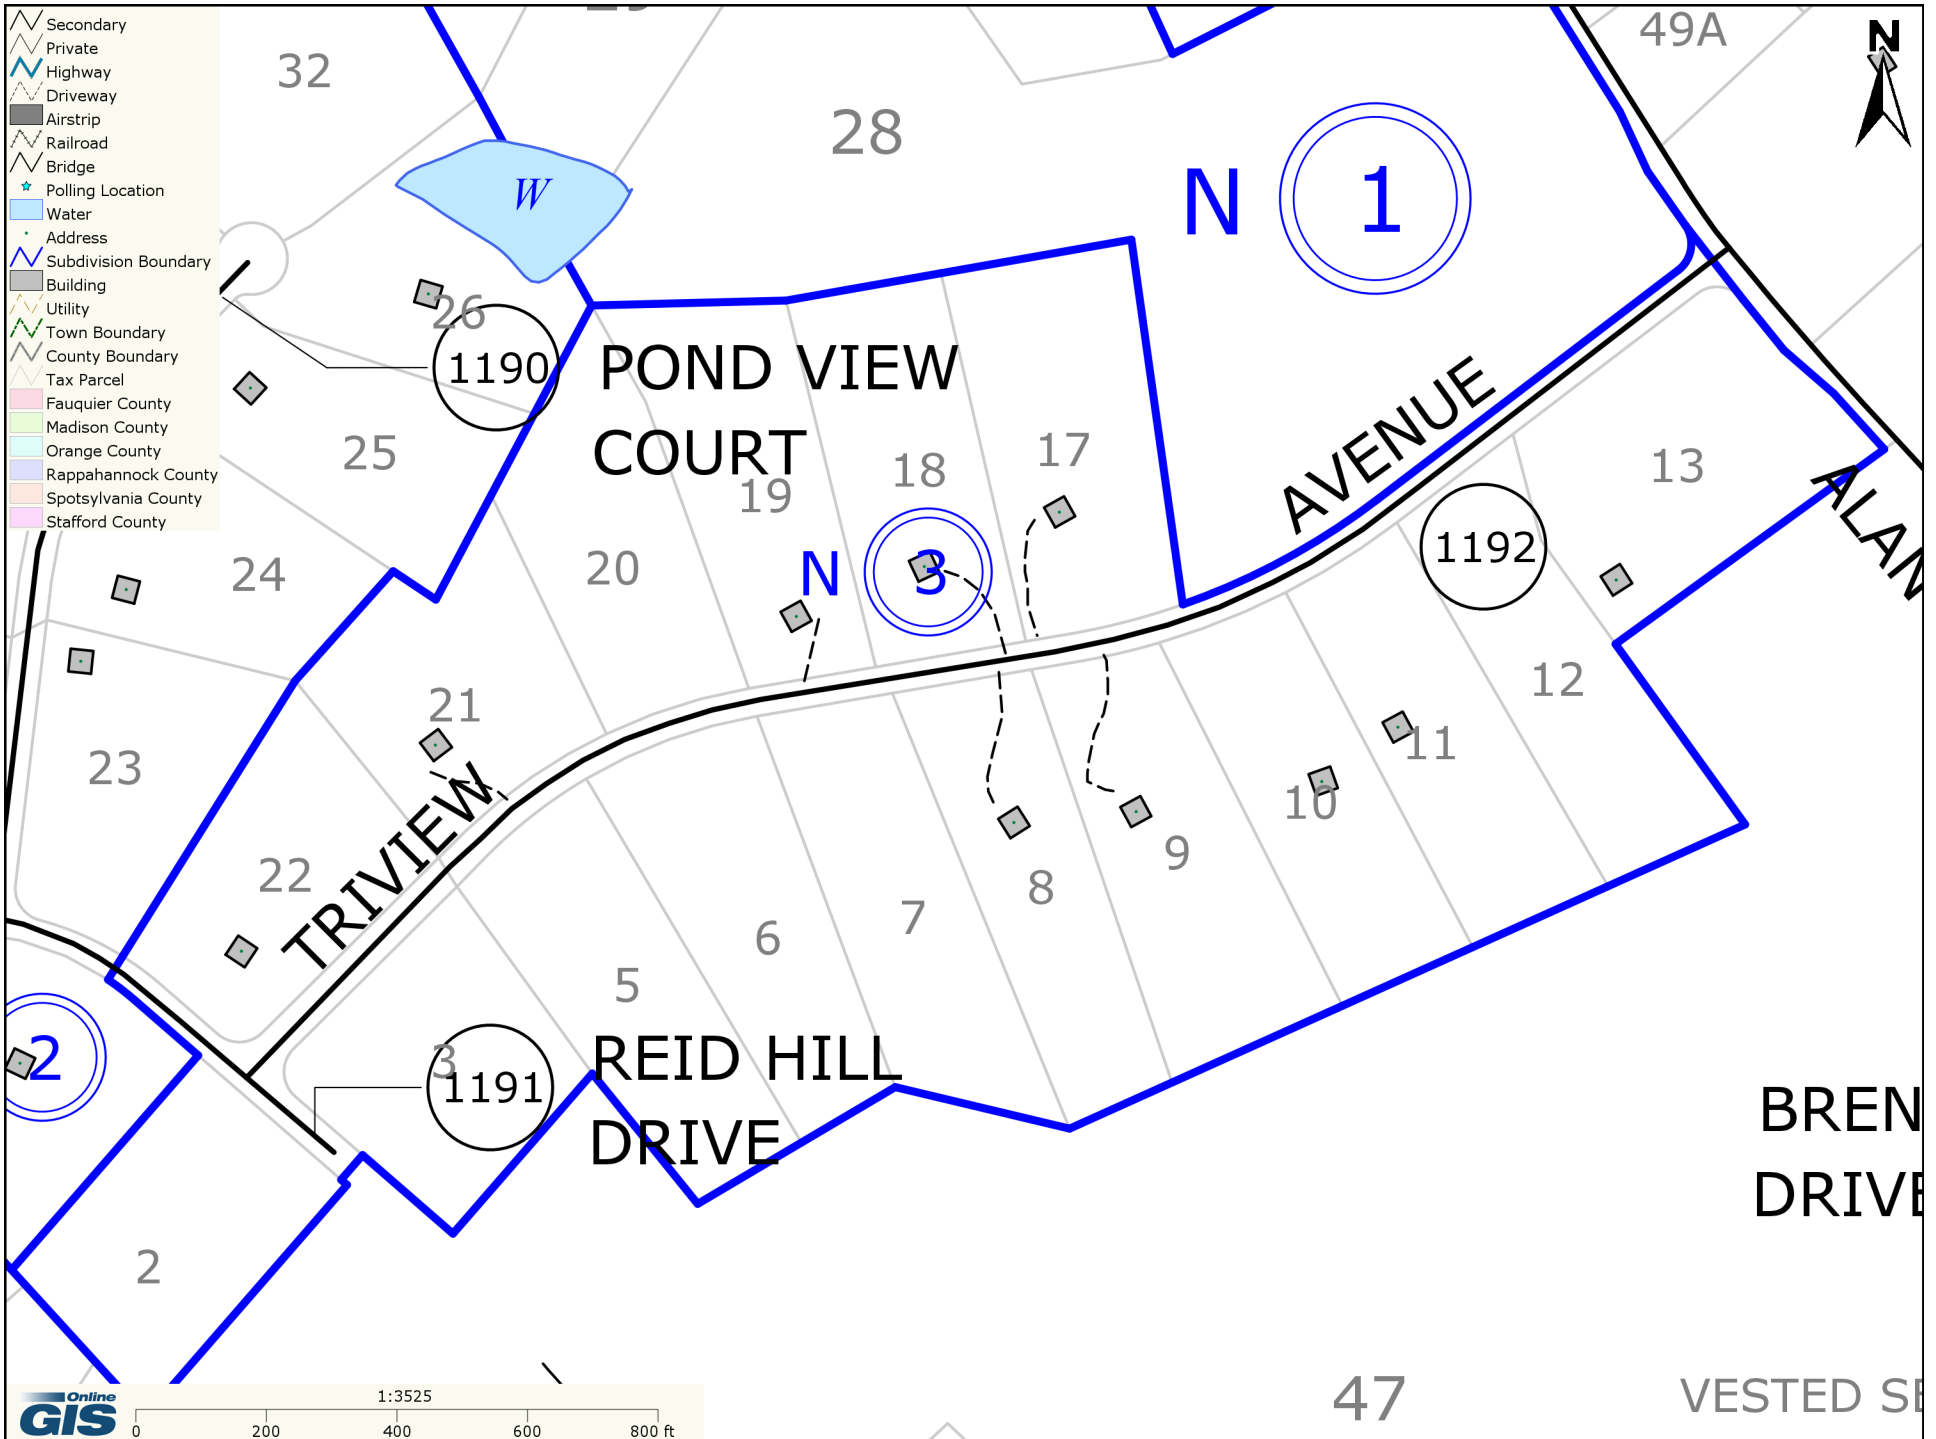 Secondary
Private
Highway
Driveway
Airstrip
Railroad
Bridge
Polling Location
Water
Address
Subdivision Boundary
Building
Utility
Town Boundary
County Boundary
Tax Parcel
Fauquier County
Madison County
Orange County
Rappahannock County
Spotsylvania County
Stafford County
32
28
49A
N
W
N
1
26
1190
POND VIEW
COURT
25
19
18
17
AVENUE
13
ALAN
24
20
N
3
1192
21
23
22
TRIVIEW
12
11
10
9
8
7
6
5
2
3
1191
REID HILL
DRIVE
BREN
DRIVE
2
47
VESTED SE
Online
GIS
1:3525
0
200
400
600
800 ft